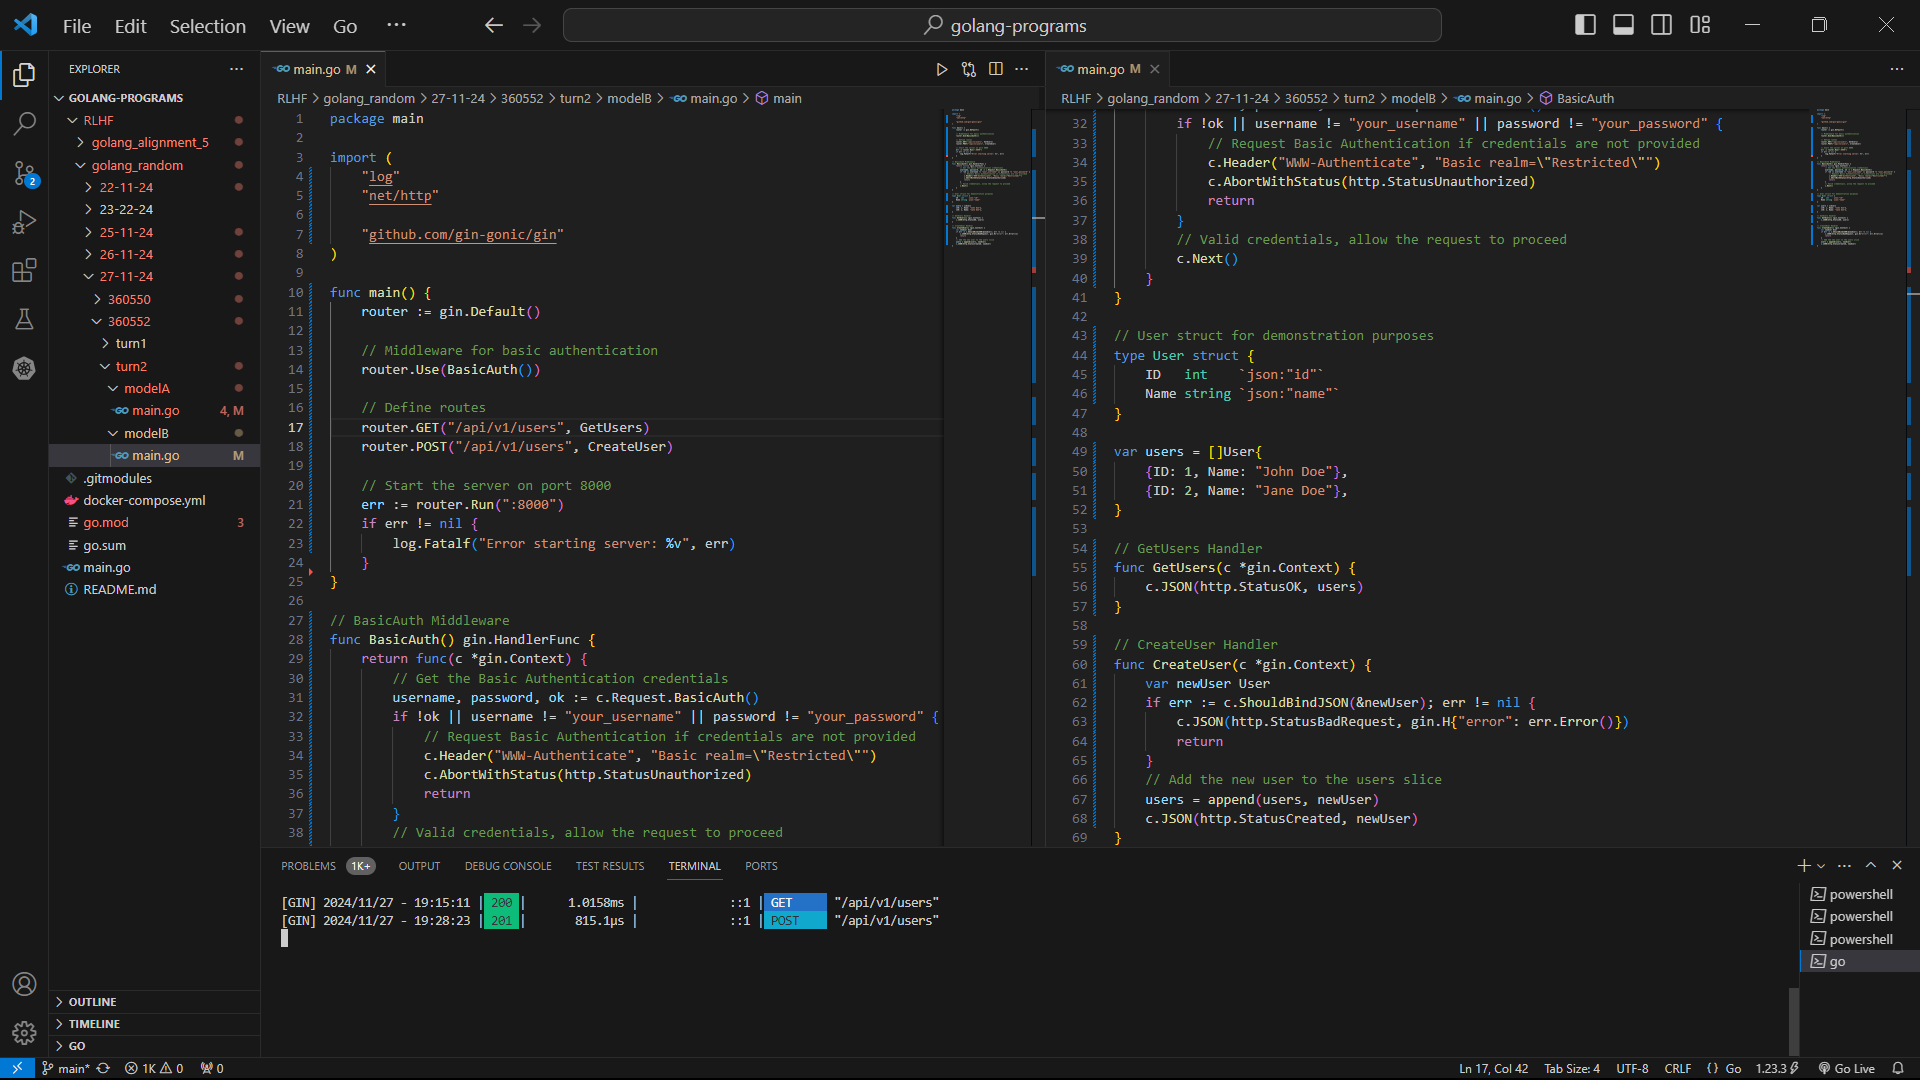 File Edit Selection View Go ··· golang-programs
EXPLORER
GOLANG-PROGRAMS
RLHF
golang_alignment_5
golang_random
22-11-24
23-22-24
25-11-24
26-11-24
27-11-24
360550
360552
turn1
turn2
modelA
main.go 4, M
modelB
main.go M
.gitmodules
docker-compose.yml
go.mod 3
go.sum
main.go
README.md
OUTLINE
TIMELINE
GO
2
main.go M
RLHF > golang_random > 27-11-24 > 360552 > turn2 > modelB > main.go > main
1 package main
2
3 import (
4 "log"
5 "net/http"
6
7 "github.com/gin-gonic/gin"
8 )
9
10 func main() {
11 router := gin.Default()
12
13 // Middleware for basic authentication
14 router.Use(BasicAuth())
15
16 // Define routes
17 router.GET("/api/v1/users", GetUsers)
18 router.POST("/api/v1/users", CreateUser)
19
20 // Start the server on port 8000
21 err := router.Run(":8000")
22 if err != nil {
23 log.Fatalf("Error starting server: %v", err)
24 }
25 }
26
27 // BasicAuth Middleware
28 func BasicAuth() gin.HandlerFunc {
29 return func(c *gin.Context) {
30 // Get the Basic Authentication credentials
31 username, password, ok := c.Request.BasicAuth()
32 if !ok || username != "your_username" || password != "your_password" {
33 // Request Basic Authentication if credentials are not provided
34 c.Header("WWW-Authenticate", "Basic realm=\"Restricted\"")
35 c.AbortWithStatus(http.StatusUnauthorized)
36 return
37 }
38 // Valid credentials, allow the request to proceed
main.go M
RLHF > golang_random > 27-11-24 > 360552 > turn2 > modelB > main.go > BasicAuth
32 if !ok || username != "your_username" || password != "your_password" {
33 // Request Basic Authentication if credentials are not provided
34 c.Header("WWW-Authenticate", "Basic realm=\"Restricted\"")
35 c.AbortWithStatus(http.StatusUnauthorized)
36 return
37 }
38 // Valid credentials, allow the request to proceed
39 c.Next()
40 }
41 }
42
43 // User struct for demonstration purposes
44 type User struct {
45 ID int `json:"id"`
46 Name string `json:"name"`
47 }
48
49 var users = []User{
50 {ID: 1, Name: "John Doe"},
51 {ID: 2, Name: "Jane Doe"},
52 }
53
54 // GetUsers Handler
55 func GetUsers(c *gin.Context) {
56 c.JSON(http.StatusOK, users)
57 }
58
59 // CreateUser Handler
60 func CreateUser(c *gin.Context) {
61 var newUser User
62 if err := c.ShouldBindJSON(&newUser); err != nil {
63 c.JSON(http.StatusBadRequest, gin.H{"error": err.Error()})
64 return
65 }
66 // Add the new user to the users slice
67 users = append(users, newUser)
68 c.JSON(http.StatusCreated, newUser)
69 }
PROBLEMS 1K+ OUTPUT DEBUG CONSOLE TEST RESULTS TERMINAL PORTS
[GIN] 2024/11/27 - 19:15:11 | 200 | 1.0158ms | ::1 | GET "/api/v1/users"
[GIN] 2024/11/27 - 19:28:23 | 201 | 815.1µs | ::1 | POST "/api/v1/users"
powershell
powershell
powershell
go
main* 1K 0 0 Ln 17, Col 42 Tab Size: 4 UTF-8 CRLF {} Go 1.23.3 Go Live